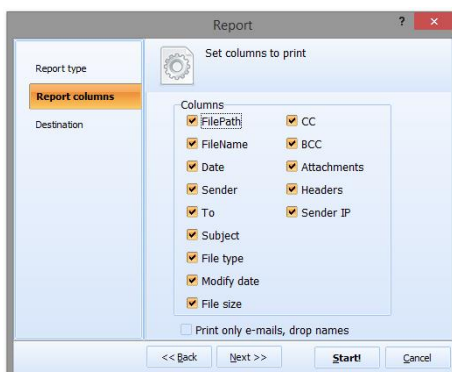 Report
? ×
Report type
Report columns
Destination
Set columns to print
Columns
FilePath
FileName
Date
Sender
To
Subject
File type
Modify date
File size
CC
BCC
Attachments
Headers
Sender IP
Print only e-mails, drop names
<< Back
Next >>
Start!
Cancel